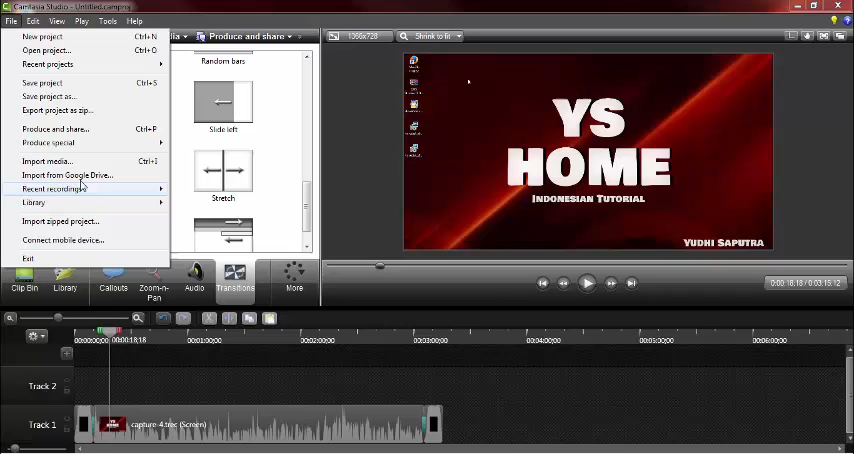 Camtasia Studio - Untitled.camproj
File Edit View Play Tools Help
New project Ctrl+N
Open project... Ctrl+O
Recent projects
Save project Ctrl+S
Save project as...
Export project as zip...
Produce and share... Ctrl+P
Produce special
Import media... Ctrl+I
Import from Google Drive...
Recent recordings
Library
Import zipped project...
Connect mobile device...
Exit
Produce and share
Random bars
Slide left
Stretch
Clip Bin
Library
Callouts
Zoom-n-Pan
Audio
Transitions
More
1366x728
Shrink to fit
YS
HOME
Indonesian Tutorial
Yudhi Saputra
0:00:18;18 / 0:03:15;12
00:00:00;00
00:00:18;18
00:01:00;00
00:02:00;00
00:03:00;00
00:05:00;00
00:06:00;00
Track 2
Track 1
capture-4.trec (Screen)